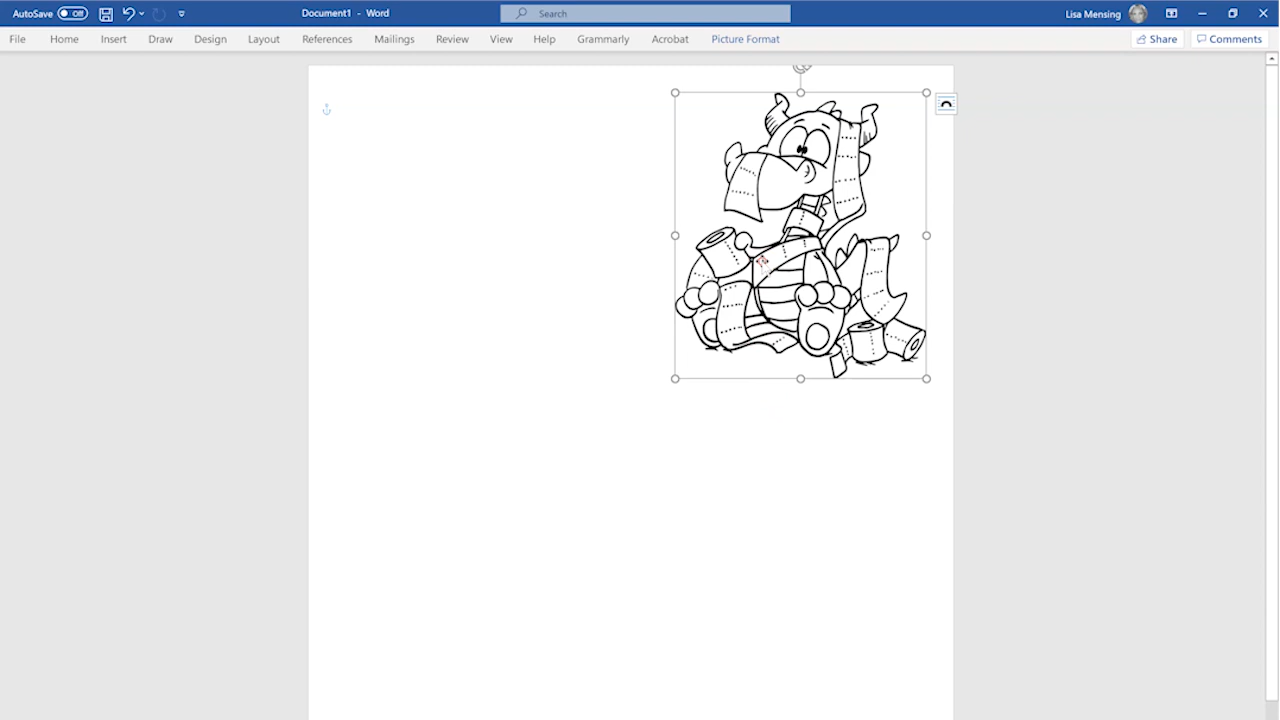 AutoSave Off Document1 - Word Search Lisa Mensing
File Home Insert Draw Design Layout References Mailings Review View Help Grammarly Acrobat Picture Format Share Comments